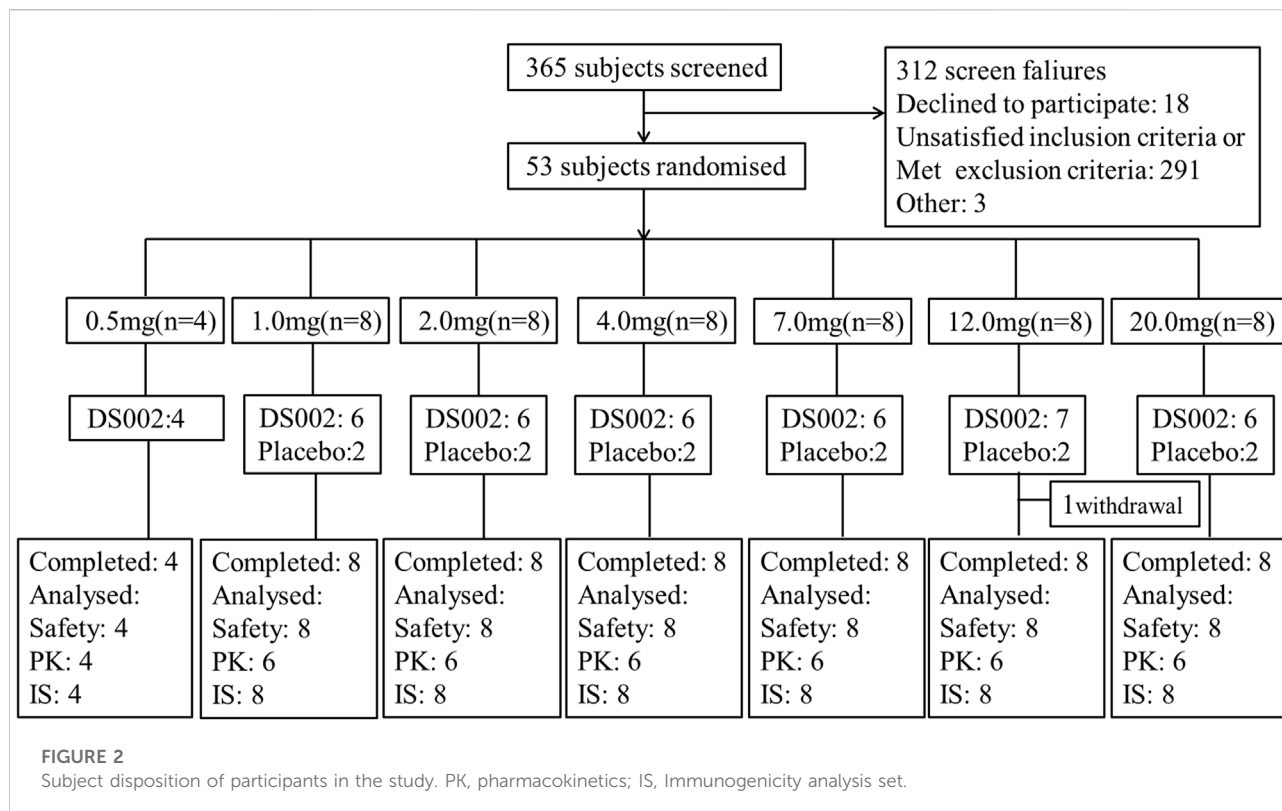 365 subjects screened
312 screen faliures
Declined to participate: 18
Unsatisfied inclusion criteria or
Met exclusion criteria: 291
Other: 3
53 subjects randomised
0.5mg(n=4)
1.0mg(n=8)
2.0mg(n=8)
4.0mg(n=8)
7.0mg(n=8)
12.0mg(n=8)
20.0mg(n=8)
DS002:4
DS002: 6
Placebo:2
DS002: 6
Placebo:2
DS002: 6
Placebo:2
DS002: 6
Placebo:2
DS002: 7
Placebo:2
DS002: 6
Placebo:2
1withdrawal
Completed: 4
Analysed:
Safety: 4
PK: 4
IS: 4
Completed: 8
Analysed:
Safety: 8
PK: 6
IS: 8
Completed: 8
Analysed:
Safety: 8
PK: 6
IS: 8
Completed: 8
Analysed:
Safety: 8
PK: 6
IS: 8
Completed: 8
Analysed:
Safety: 8
PK: 6
IS: 8
Completed: 8
Analysed:
Safety: 8
PK: 6
IS: 8
Completed: 8
Analysed:
Safety: 8
PK: 6
IS: 8
FIGURE 2
Subject disposition of participants in the study. PK, pharmacokinetics; IS, Immunogenicity analysis set.